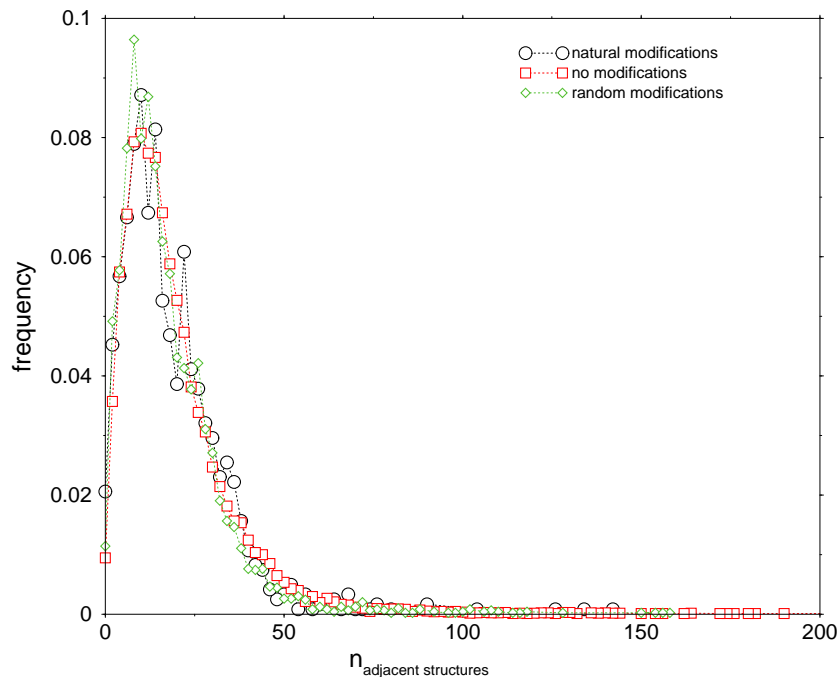 0.1
natural modifications
no modifications
random modifications
0.08
0.06
frequency
0.04
0.02
0
0 50 100 150 200
n adjacent structures